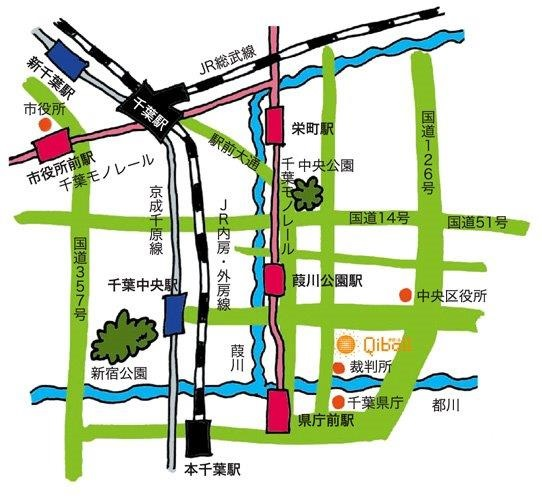 JR総武線
新千葉駅
千葉駅
市役所
市役所前駅
千葉モノレール
駅前大通
栄町駅
中央公園
千葉モノレール
国道126号
国道14号
国道51号
京成千原線
JR内房・外房線
国道357号
千葉中央駅
葭川公園駅
中央区役所
新宿公園
葭川
Qiball
裁判所
千葉県庁
都川
県庁前駅
本千葉駅